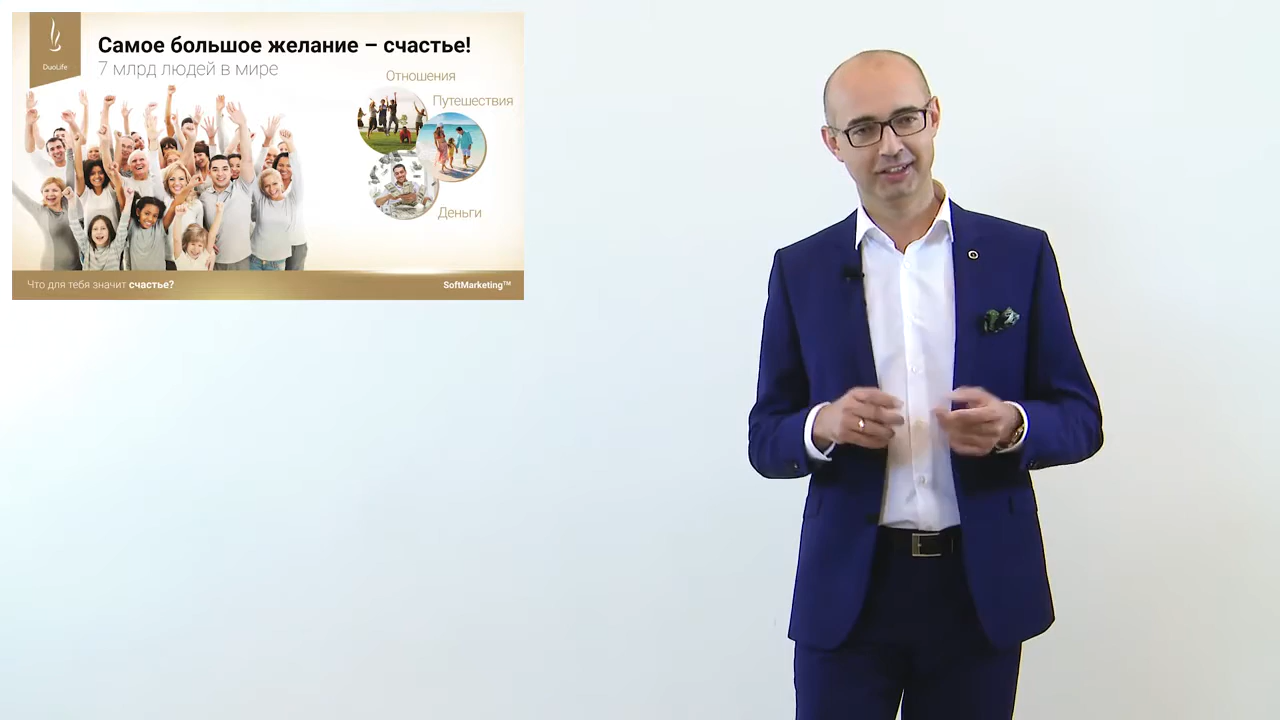 DuoLife
Самое большое желание – счастье!
7 млрд людей в мире
Отношения
Путешествия
Деньги
Что для тебя значит счастье?
SoftMarketing™